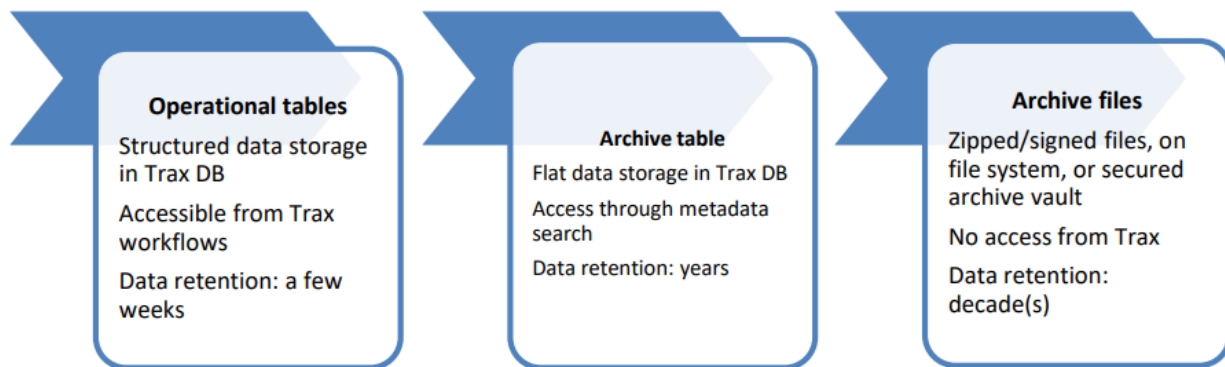 Operational tables
Structured data storage
in Trax DB
Accessible from Trax
workflows
Data retention: a few
weeks
Archive table
Flat data storage in Trax DB
Access through metadata
search
Data retention: years
Archive files
Zipped/signed files, on
file system, or secured
archive vault
No access from Trax
Data retention:
decade(s)